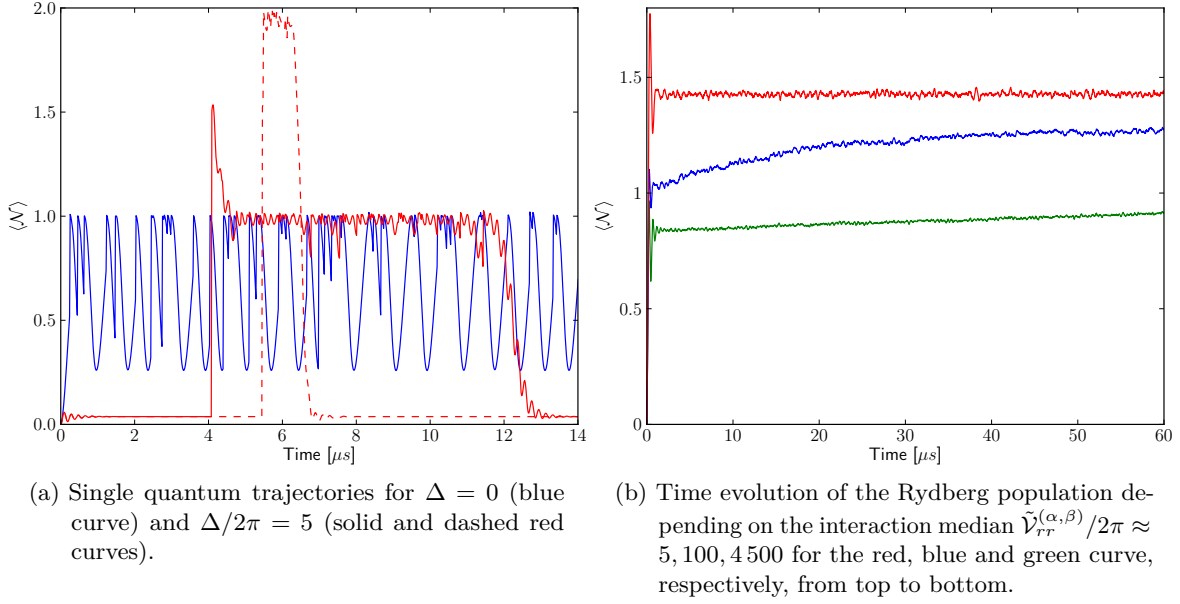 2.0
1.5
1.0
0.5
0.0
⟨𝒩⟩
0 2 4 6 8 10 12 14
Time [μs]
1.5
1
0.5
0
⟨𝒩⟩
0 10 20 30 40 50 60
Time [μs]
(a) Single quantum trajectories for Δ = 0 (blue
curve) and Δ/2π = 5 (solid and dashed red
curves).
(b) Time evolution of the Rydberg population de-
pending on the interaction median Ṽ_rr^(α,β)/2π ≈
5, 100, 4 500 for the red, blue and green curve,
respectively, from top to bottom.